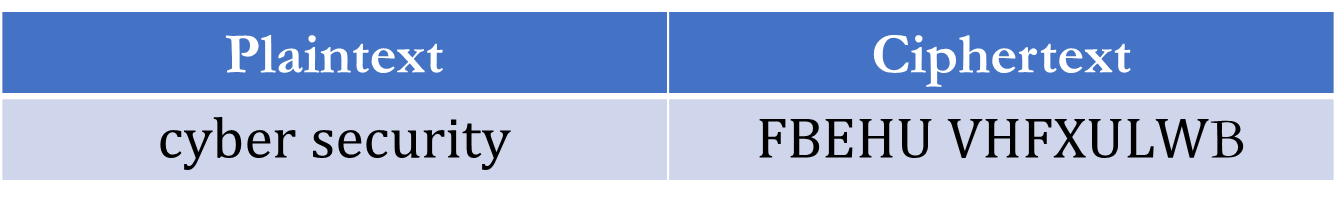 Plaintext Ciphertext
cyber security FBEHU VHFXULWB